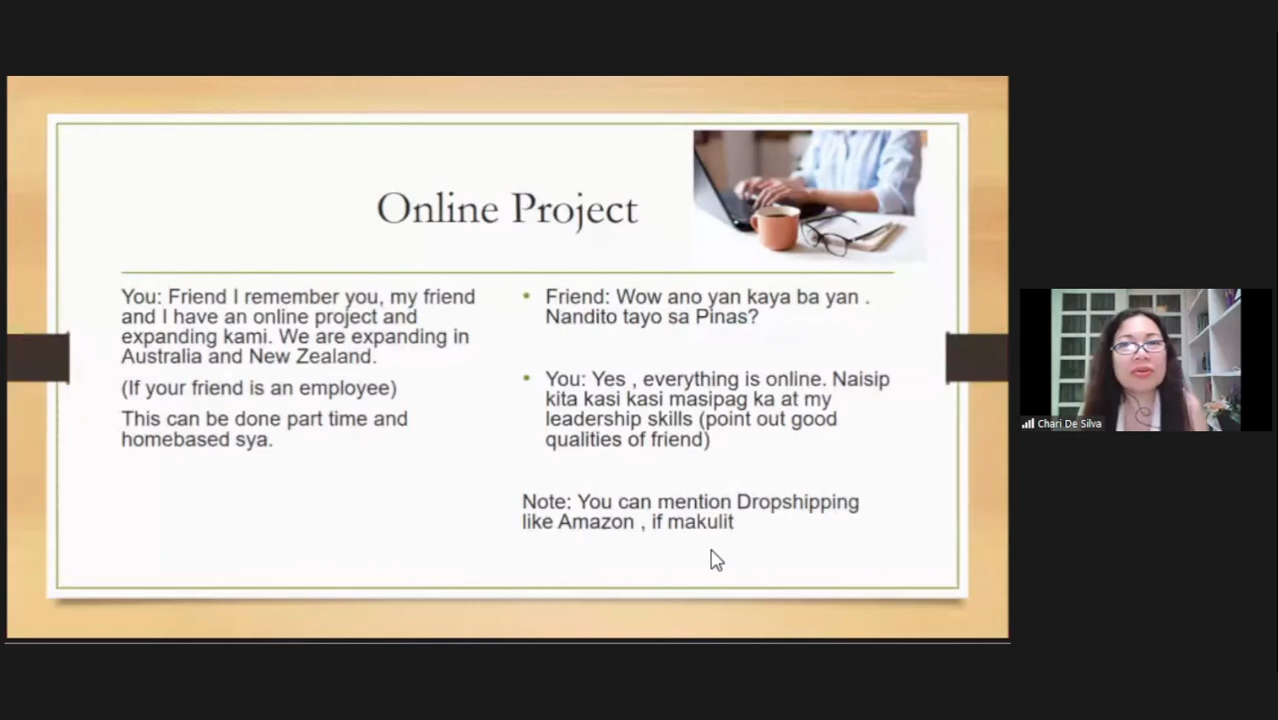 Online Project
You: Friend I remember you, my friend
and I have an online project and
expanding kami. We are expanding in
Australia and New Zealand.
(If your friend is an employee)
This can be done part time and
homebased sya.
• Friend: Wow ano yan kaya ba yan .
Nandito tayo sa Pinas?
• You: Yes , everything is online. Naisip
kita kasi kasi masipag ka at my
leadership skills (point out good
qualities of friend)
Note: You can mention Dropshipping
like Amazon , if makulit
Chari De Silva